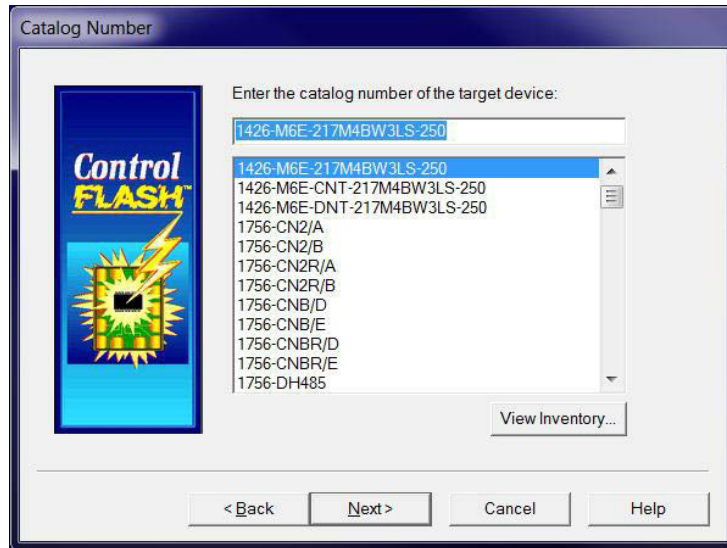 Catalog Number
Control
FLASH™
Enter the catalog number of the target device:
1426-M6E-217M4BW3LS-250
1426-M6E-217M4BW3LS-250
1426-M6E-CNT-217M4BW3LS-250
1426-M6E-DNT-217M4BW3LS-250
1756-CN2/A
1756-CN2/B
1756-CN2R/A
1756-CN2R/B
1756-CNB/D
1756-CNB/E
1756-CNBR/D
1756-CNBR/E
1756-DH485
View Inventory...
< Back
Next >
Cancel
Help